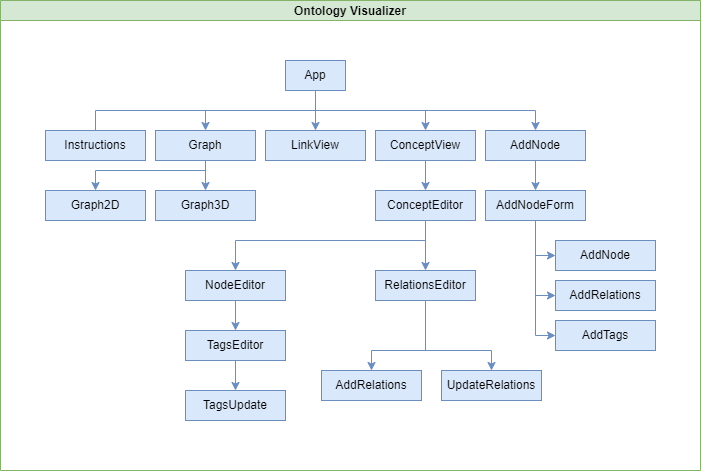 Ontology Visualizer
App
Instructions
Graph
LinkView
ConceptView
AddNode
Graph2D
Graph3D
ConceptEditor
AddNodeForm
AddNode
NodeEditor
RelationsEditor
AddRelations
TagsEditor
AddTags
AddRelations
UpdateRelations
TagsUpdate